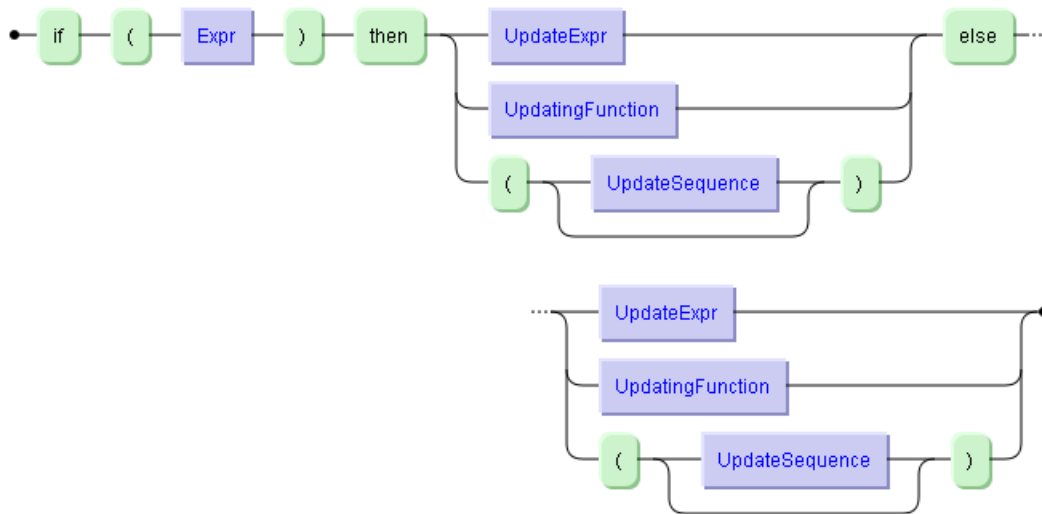 if ( Expr ) then UpdateExpr else
UpdatingFunction
( UpdateSequence )
UpdateExpr
UpdatingFunction
( UpdateSequence )